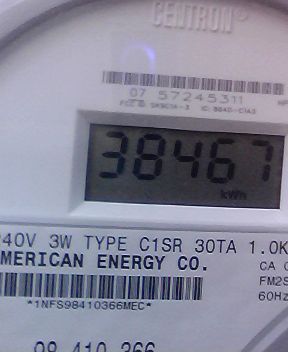 CENTRON®
07 57245311
38467
kWh
240V 3W TYPE C1SR 30TA 1.0K
MERICAN ENERGY CO.
CA
FM2S
60Hz
*1NFS98410366MEC*
98 410 366